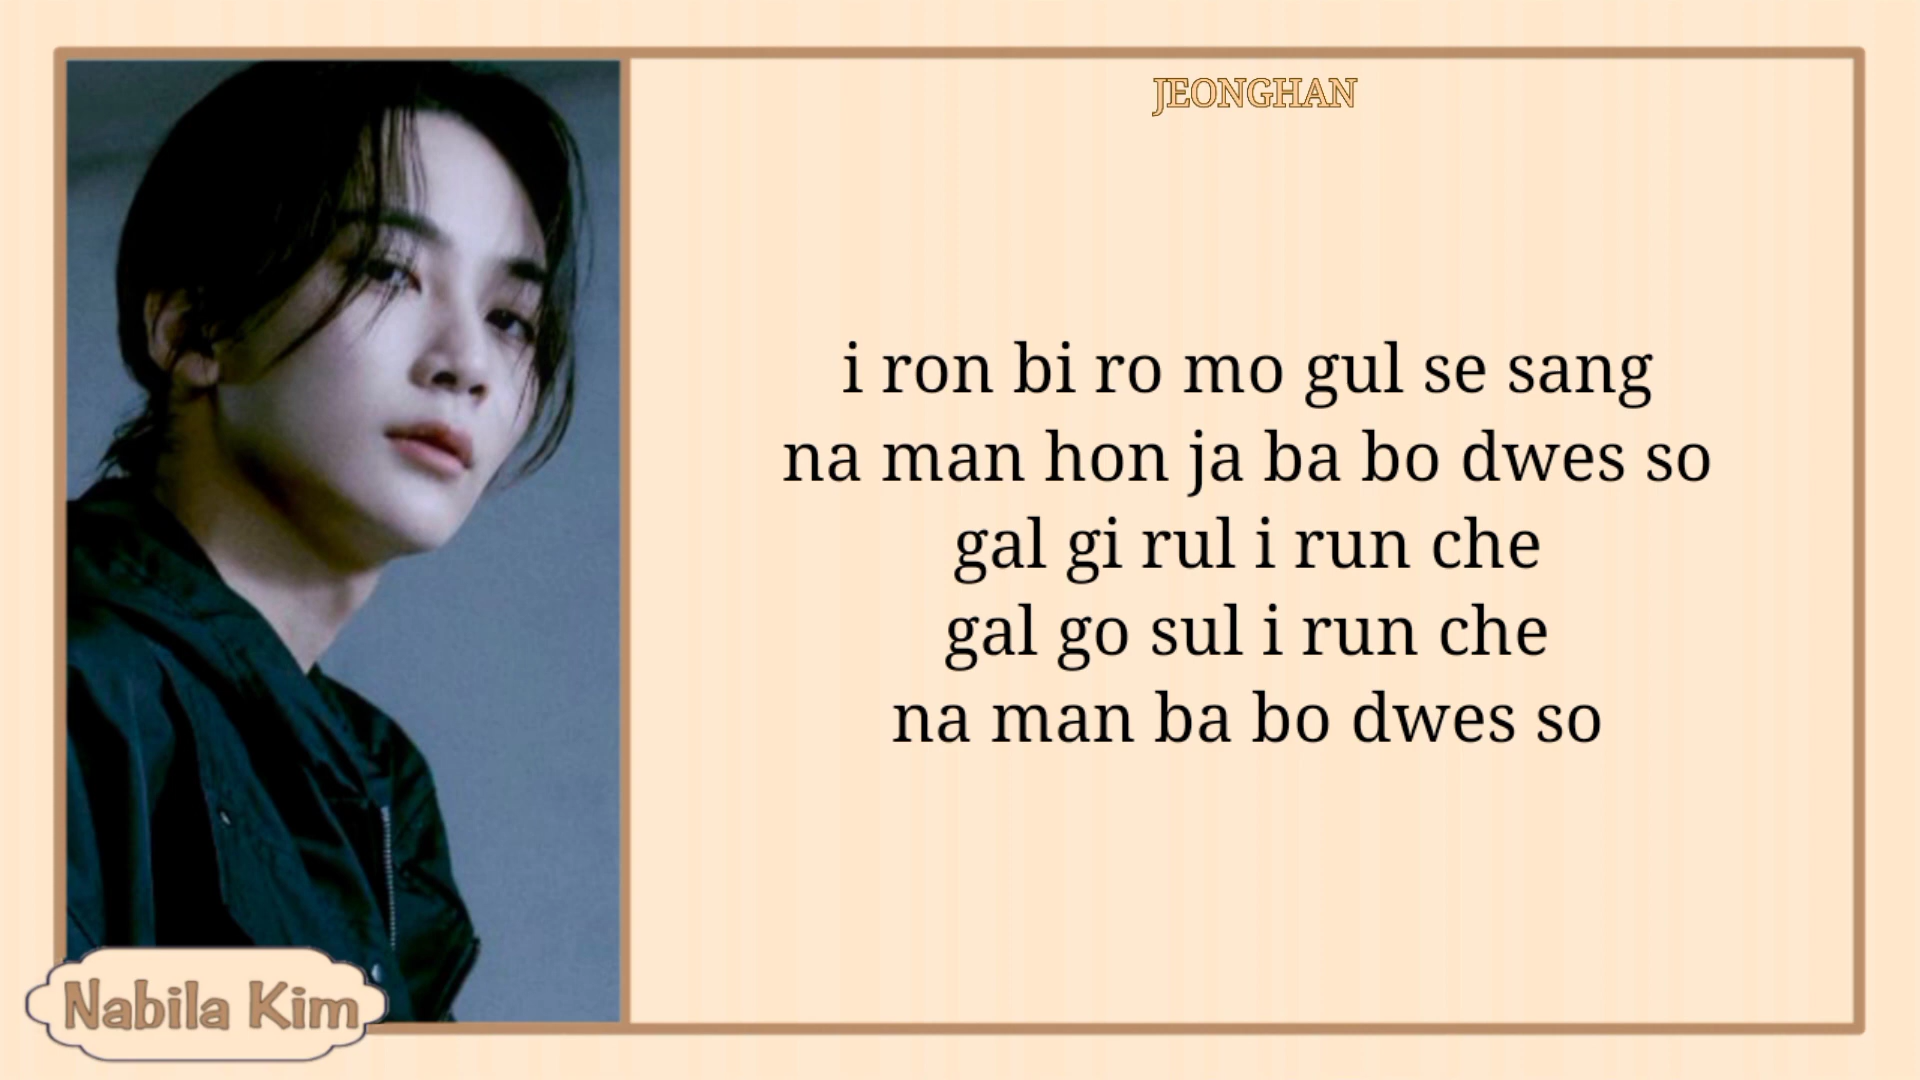 JEONGHAN
i ron bi ro mo gul se sang
na man hon ja ba bo dwes so
gal gi rul i run che
gal go sul i run che
na man ba bo dwes so
Nabila Kim